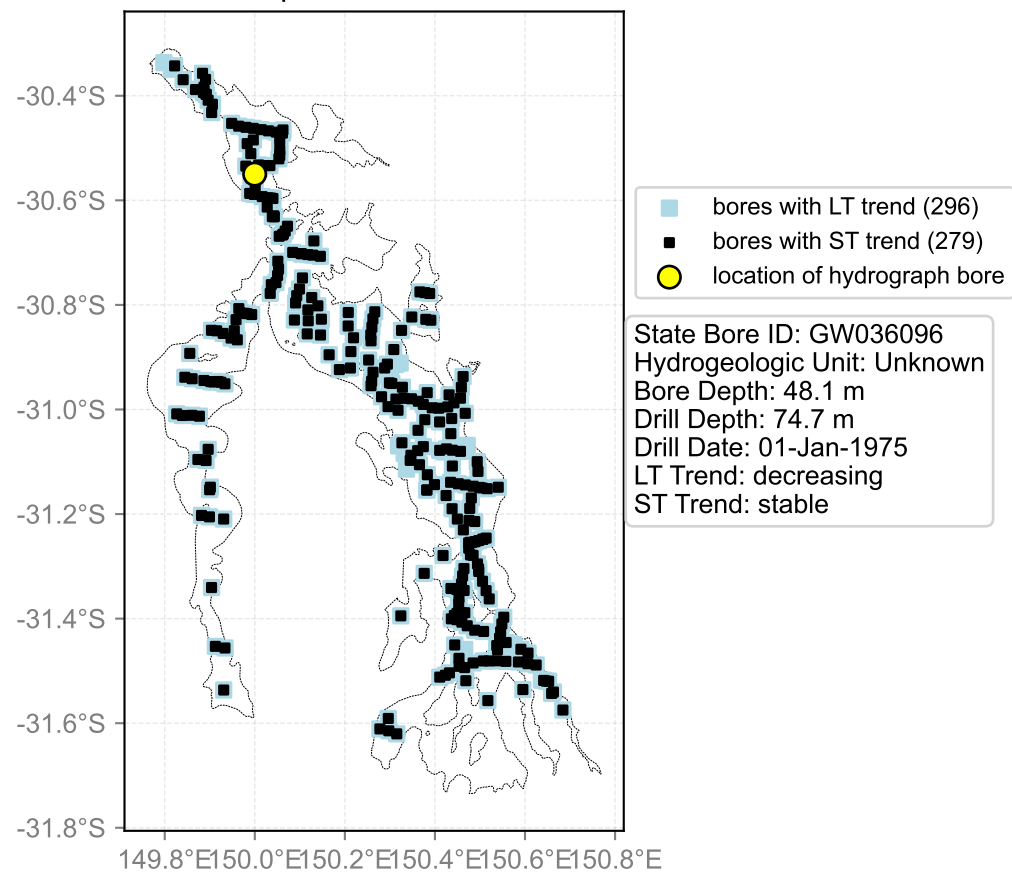 -30.4°S
-30.6°S
-30.8°S
-31.0°S
-31.2°S
-31.4°S
-31.6°S
-31.8°S
149.8°E150.0°E150.2°E150.4°E150.6°E150.8°E
bores with LT trend (296)
bores with ST trend (279)
location of hydrograph bore
State Bore ID: GW036096
Hydrogeologic Unit: Unknown
Bore Depth: 48.1 m
Drill Depth: 74.7 m
Drill Date: 01-Jan-1975
LT Trend: decreasing
ST Trend: stable